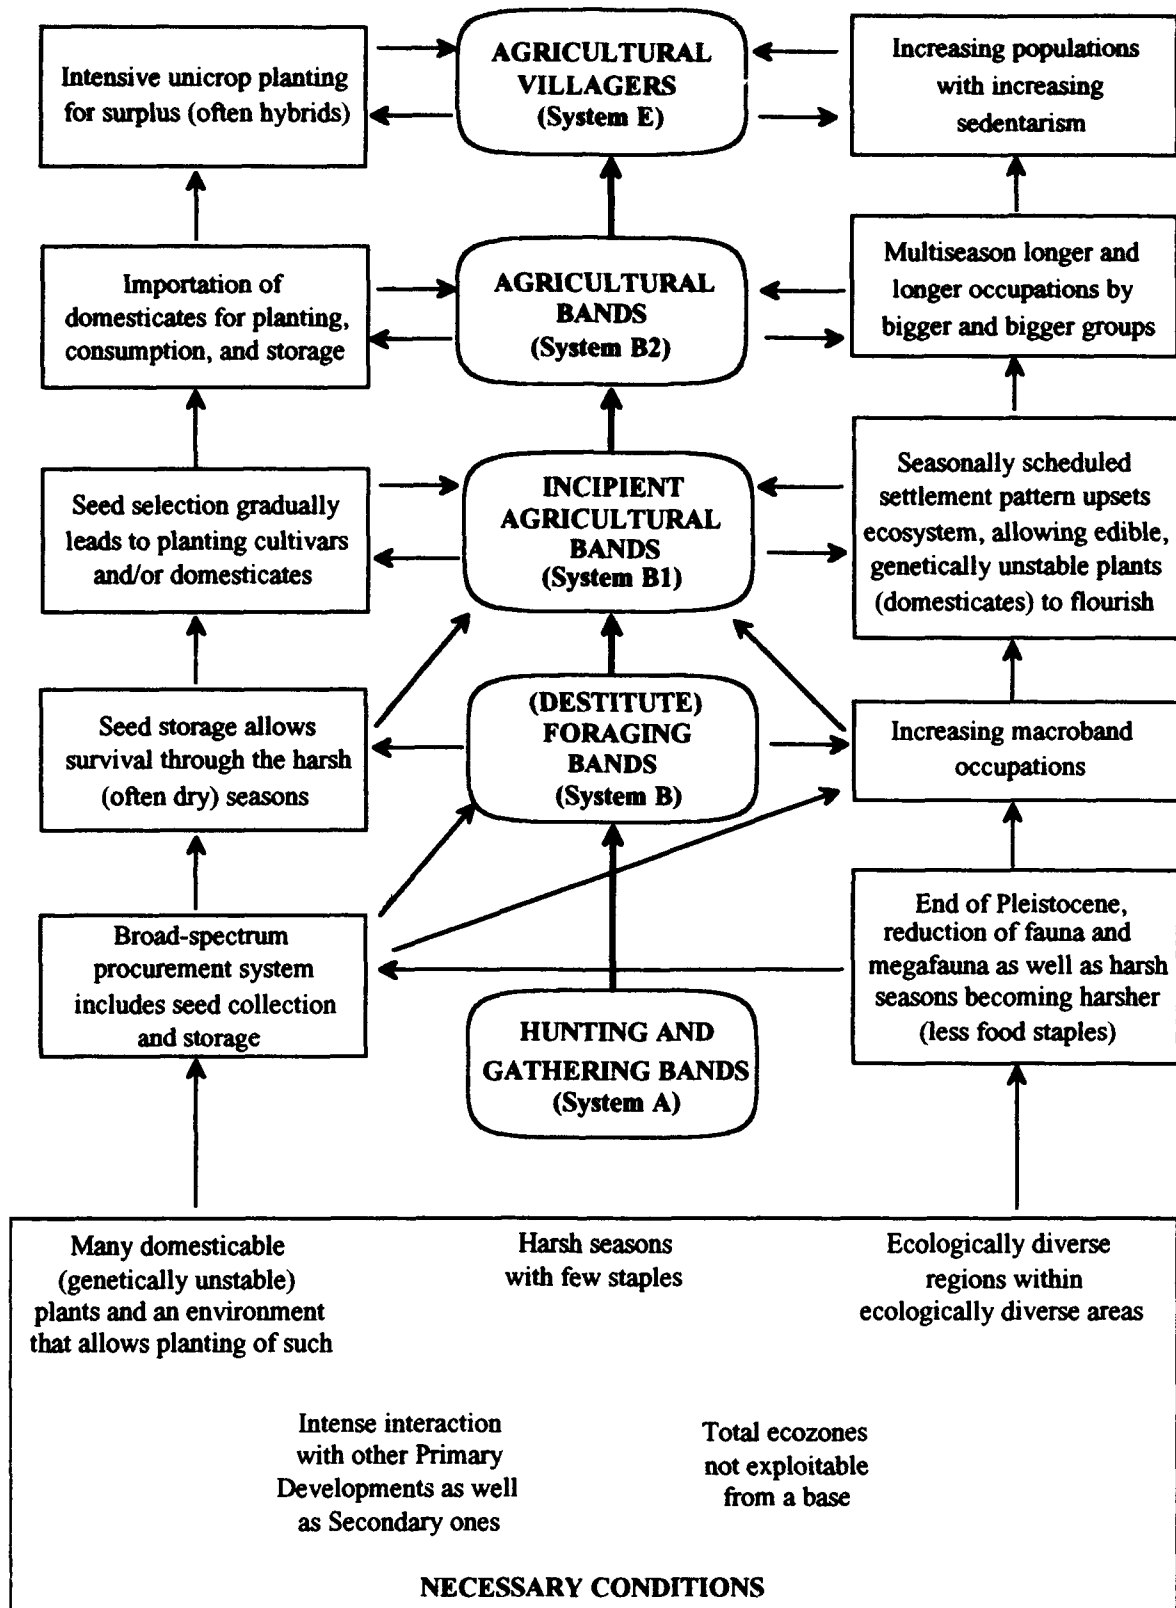 Intensive unicrop planting
for surplus (often hybrids)
AGRICULTURAL
VILLAGERS
(System E)
Increasing populations
with increasing
sedentarism
Importation of
domesticates for planting,
consumption, and storage
AGRICULTURAL
BANDS
(System B2)
Multiseason longer and
longer occupations by
bigger and bigger groups
Seed selection gradually
leads to planting cultivars
and/or domesticates
INCIPIENT
AGRICULTURAL
BANDS
(System B1)
Seasonally scheduled
settlement pattern upsets
ecosystem, allowing edible,
genetically unstable plants
(domesticates) to flourish
Seed storage allows
survival through the harsh
(often dry) seasons
(DESTITUTE)
FORAGING
BANDS
(System B)
Increasing macroband
occupations
Broad-spectrum
procurement system
includes seed collection
and storage
HUNTING AND
GATHERING BANDS
(System A)
End of Pleistocene,
reduction of fauna and
megafauna as well as harsh
seasons becoming harsher
(less food staples)
Many domesticable
(genetically unstable)
plants and an environment
that allows planting of such
Harsh seasons
with few staples
Ecologically diverse
regions within
ecologically diverse areas
Intense interaction
with other Primary
Developments as well
as Secondary ones
Total ecozones
not exploitable
from a base
NECESSARY CONDITIONS